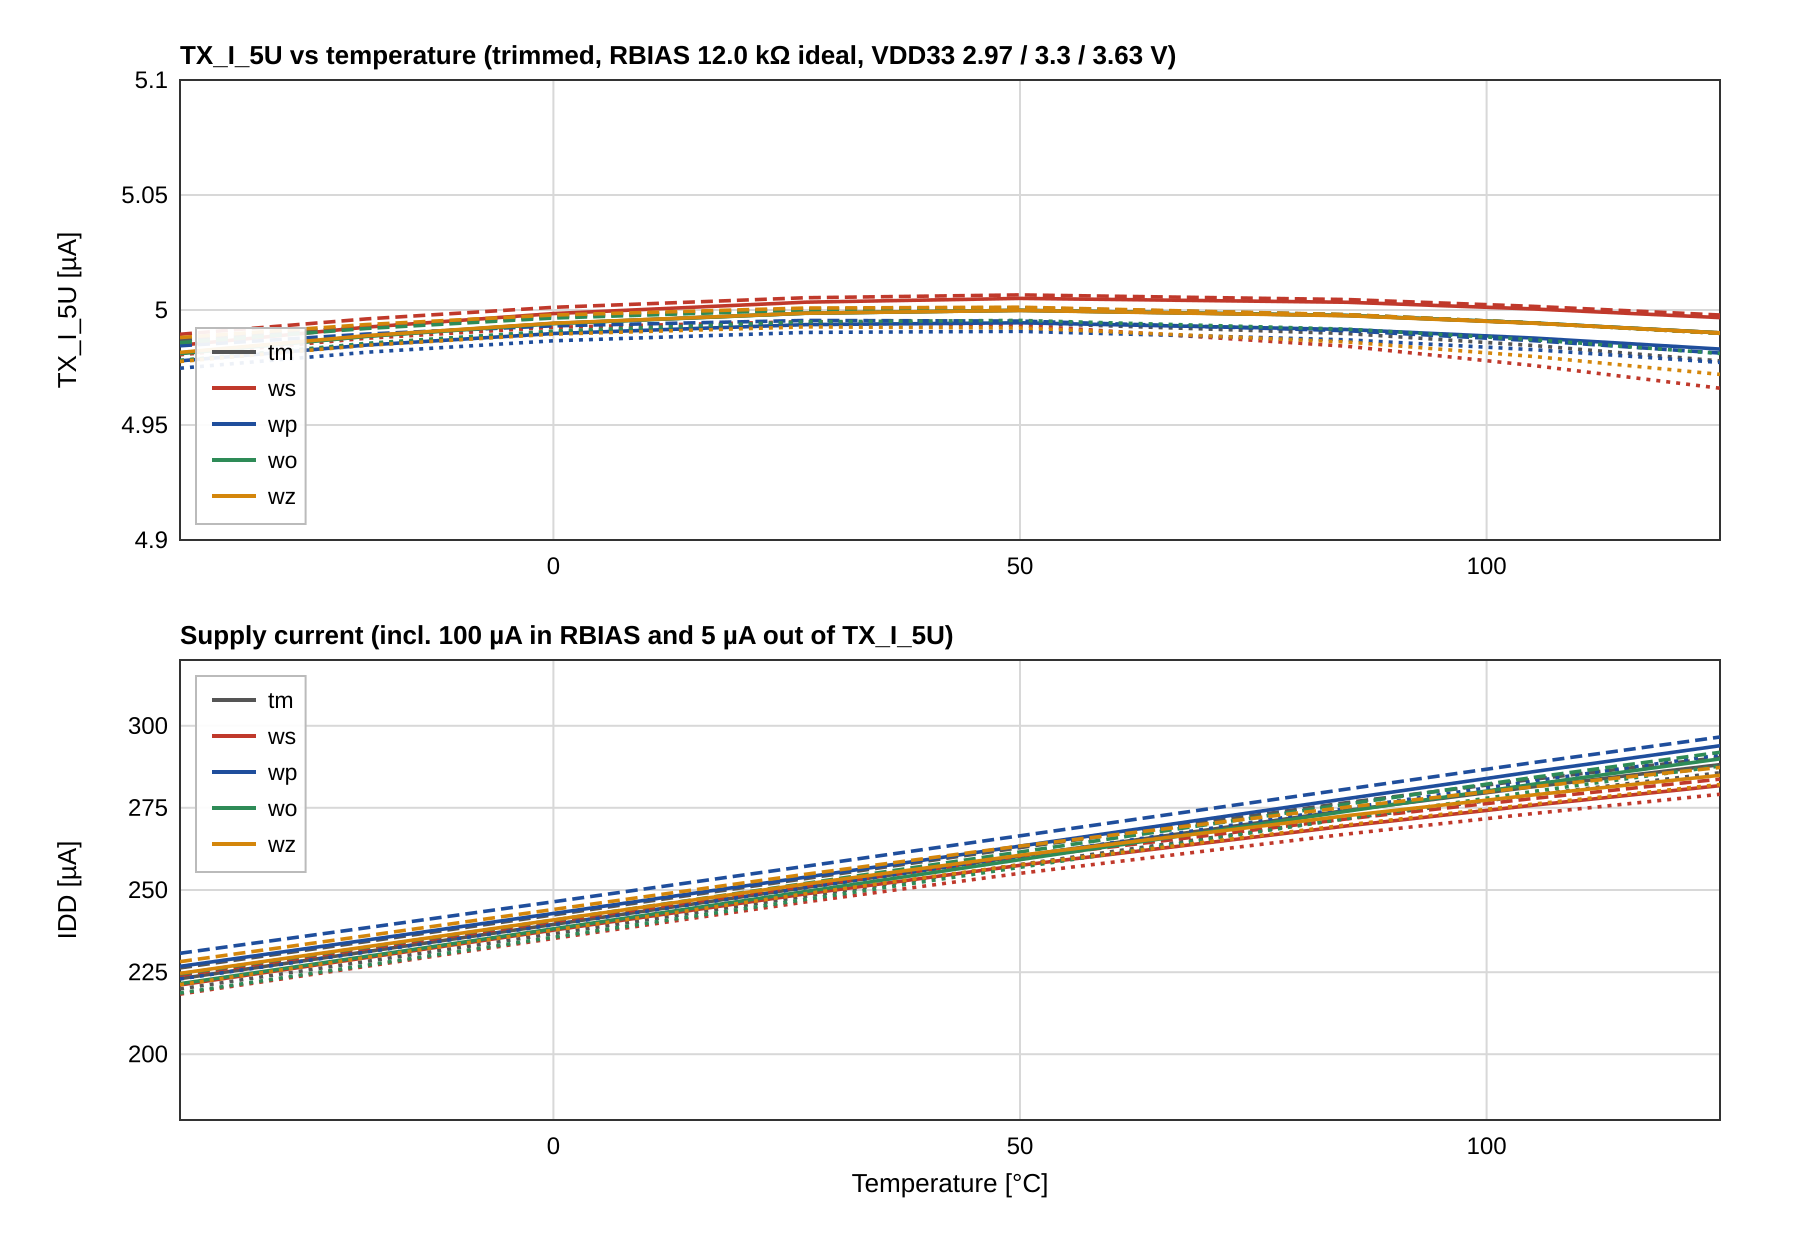 TX_I_5U vs temperature (trimmed, RBIAS 12.0 kΩ ideal, VDD33 2.97 / 3.3 / 3.63 V)
5.1
5.05
5
4.95
4.9
TX_I_5U [µA]
tm
ws
wp
wo
wz
0
50
100
Supply current (incl. 100 µA in RBIAS and 5 µA out of TX_I_5U)
300
275
250
225
200
IDD [µA]
tm
ws
wp
wo
wz
0
50
100
Temperature [°C]